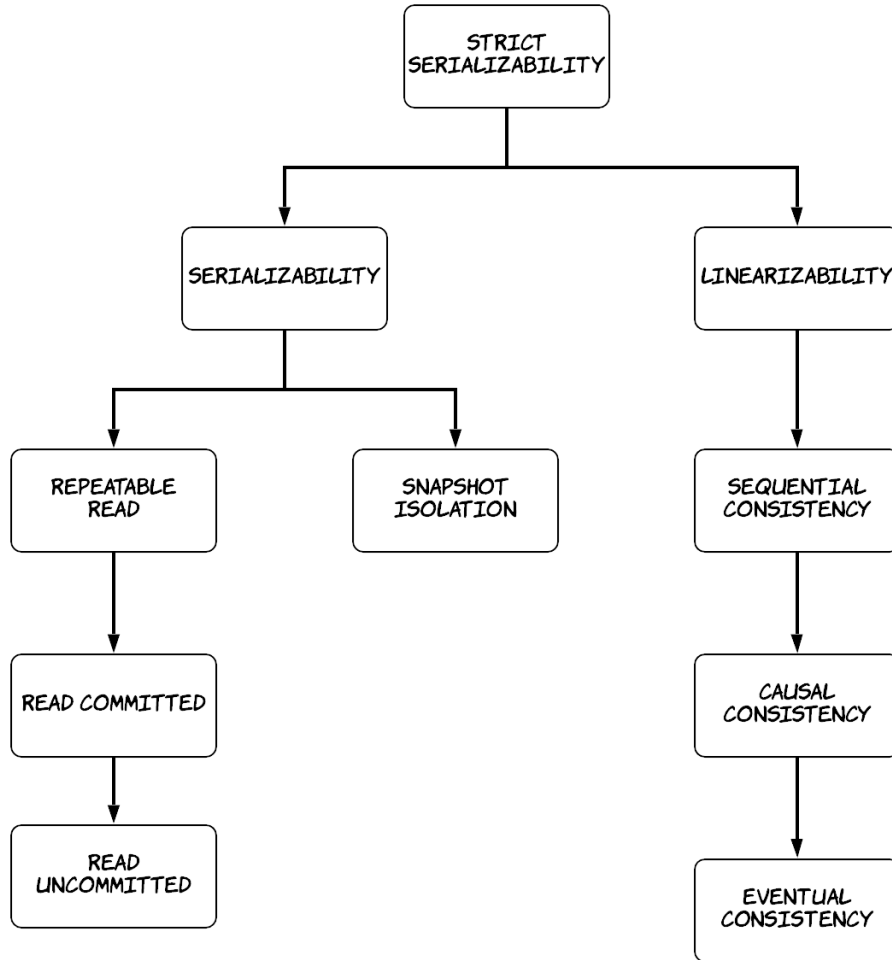 STRICT
SERIALIZABILITY
SERIALIZABILITY
LINEARIZABILITY
REPEATABLE
READ
SNAPSHOT
ISOLATION
SEQUENTIAL
CONSISTENCY
READ COMMITTED
CAUSAL
CONSISTENCY
READ
UNCOMMITTED
EVENTUAL
CONSISTENCY